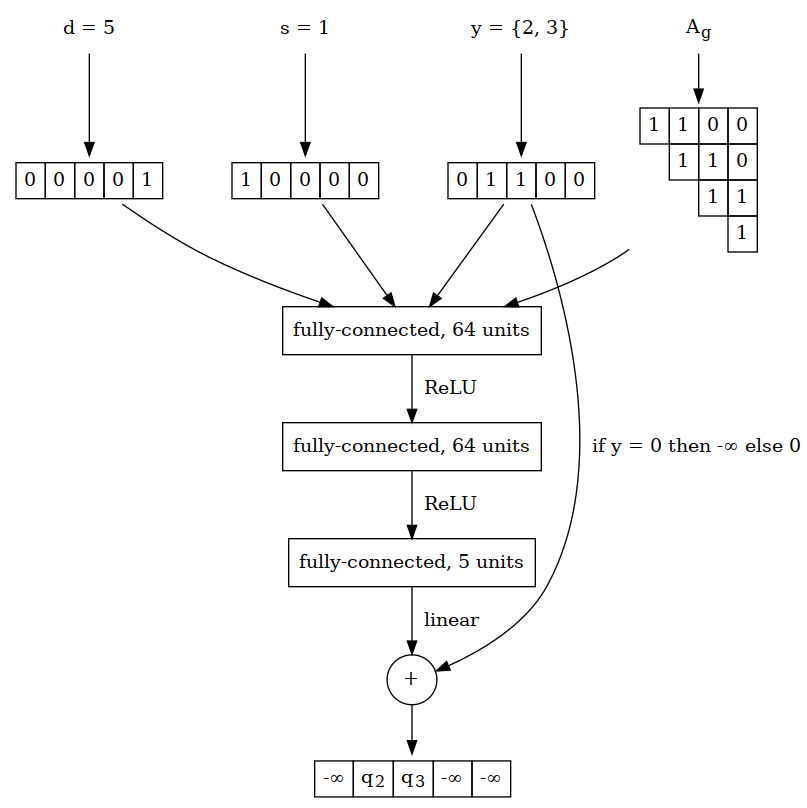 d = 5 s = 1 y = {2, 3} A_g
1 1 0 0
1 1 0
0 0 0 0 1 1 0 0 0 0 0 1 1 0 0
1 1
1
fully-connected, 64 units
ReLU
fully-connected, 64 units
if y = 0 then -∞ else 0
ReLU
fully-connected, 5 units
linear
+
-∞ q_2 q_3 -∞ -∞